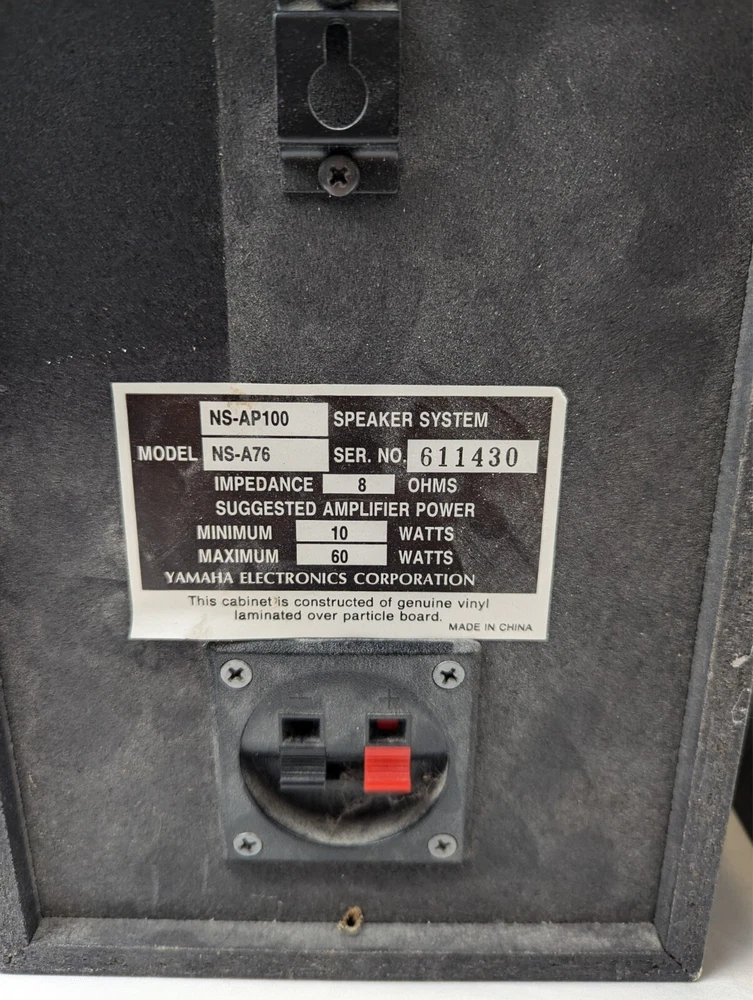 NS-AP100 SPEAKER SYSTEM
MODEL NS-A76 SER. NO. 611430
IMPEDANCE 8 OHMS
SUGGESTED AMPLIFIER POWER
MINIMUM 10 WATTS
MAXIMUM 60 WATTS
YAMAHA ELECTRONICS CORPORATION
This cabinet is constructed of genuine vinyl
laminated over particle board.
MADE IN CHINA